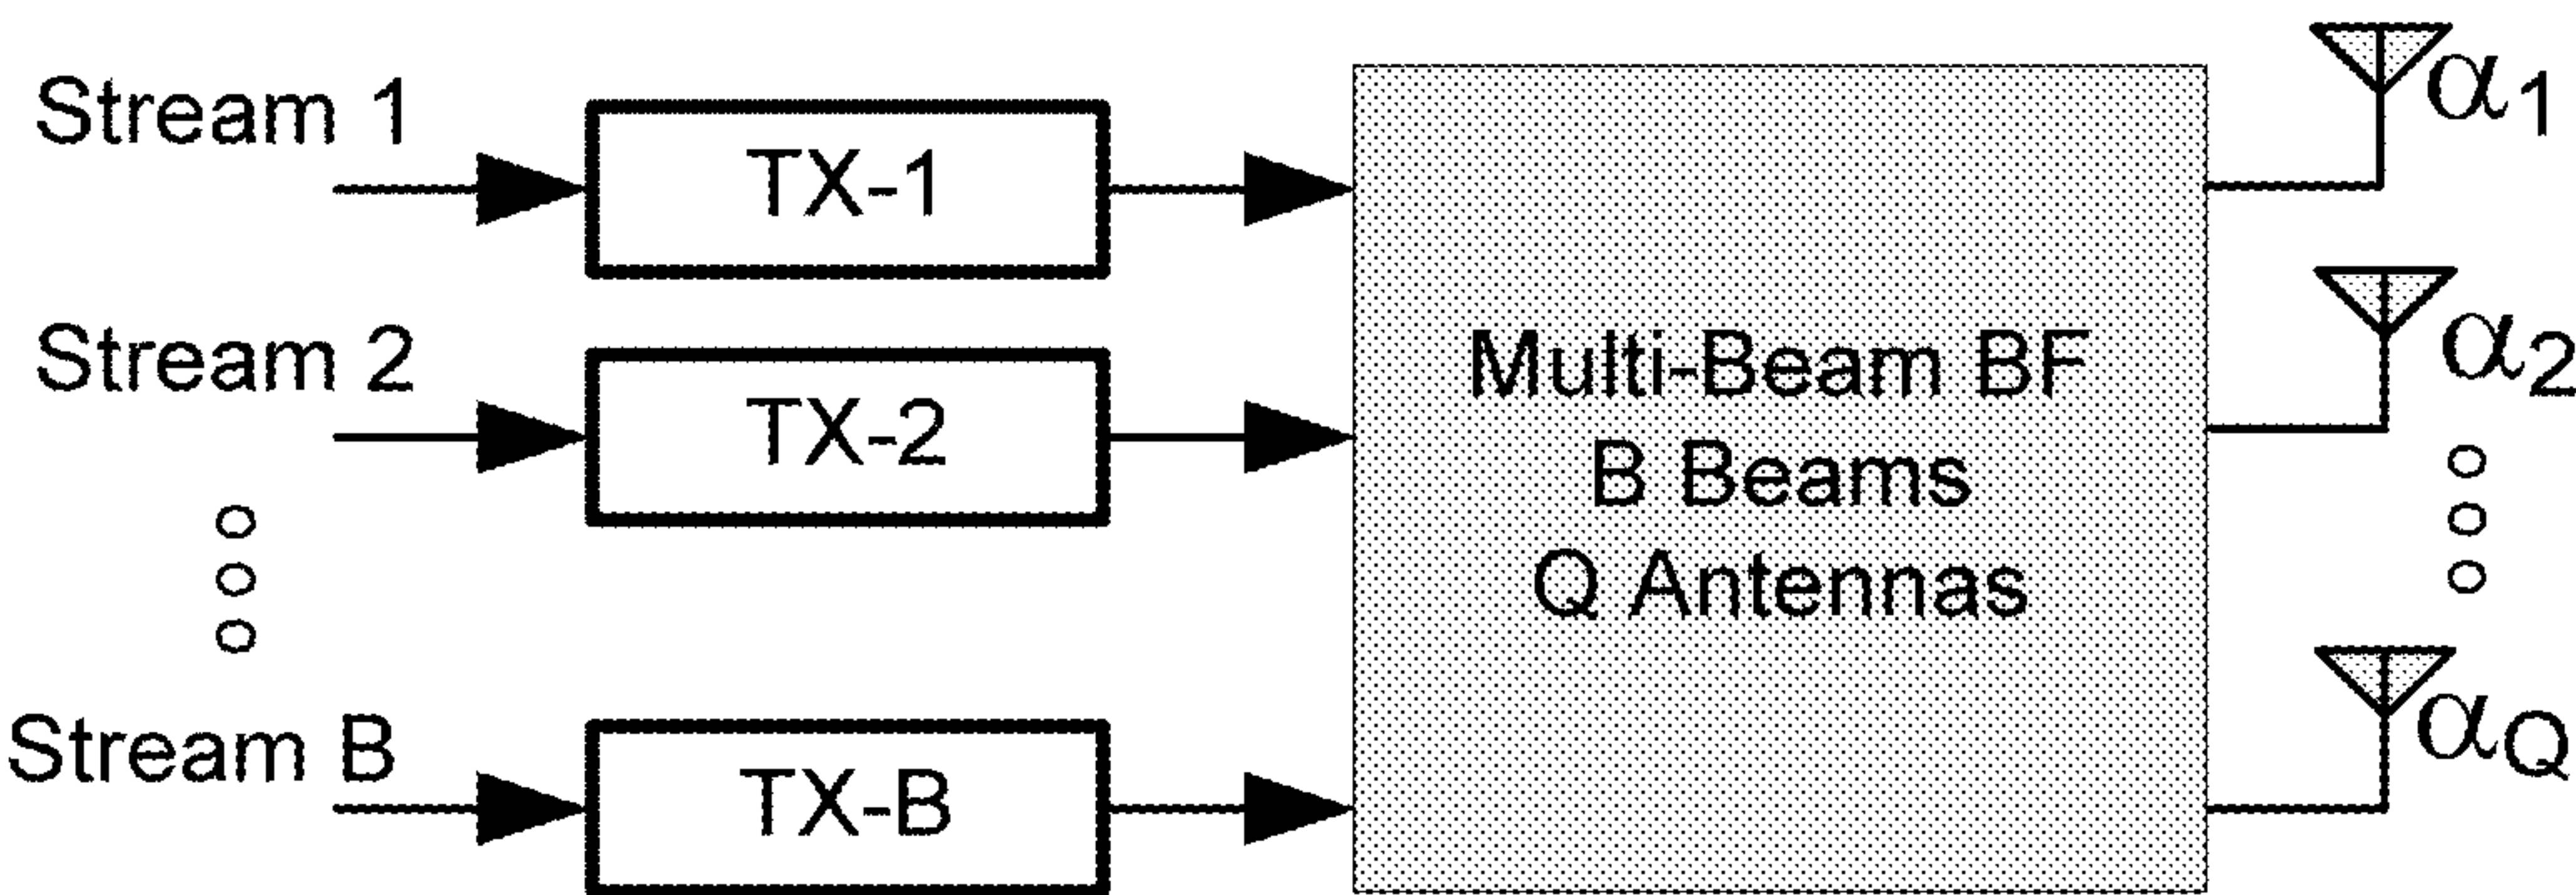 Stream 1
TX-1
α1
Stream 2
TX-2
α2
Multi-Beam BF
B Beams
Q Antennas
Stream B
TX-B
αQ